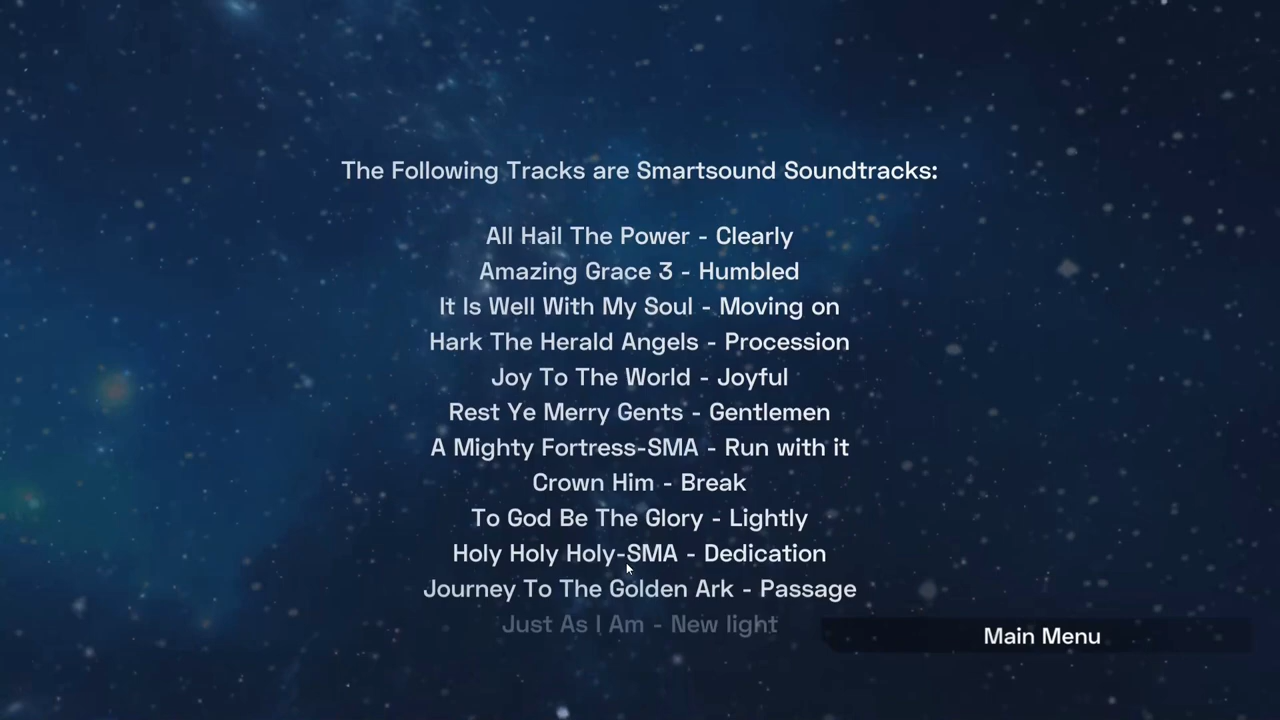 The Following Tracks are Smartsound Soundtracks:
All Hail The Power - Clearly
Amazing Grace 3 - Humbled
It Is Well With My Soul - Moving on
Hark The Herald Angels - Procession
Joy To The World - Joyful
Rest Ye Merry Gents - Gentlemen
A Mighty Fortress-SMA - Run with it
Crown Him - Break
To God Be The Glory - Lightly
Holy Holy Holy-SMA - Dedication
Journey To The Golden Ark - Passage
Just As I Am - New light
Main Menu